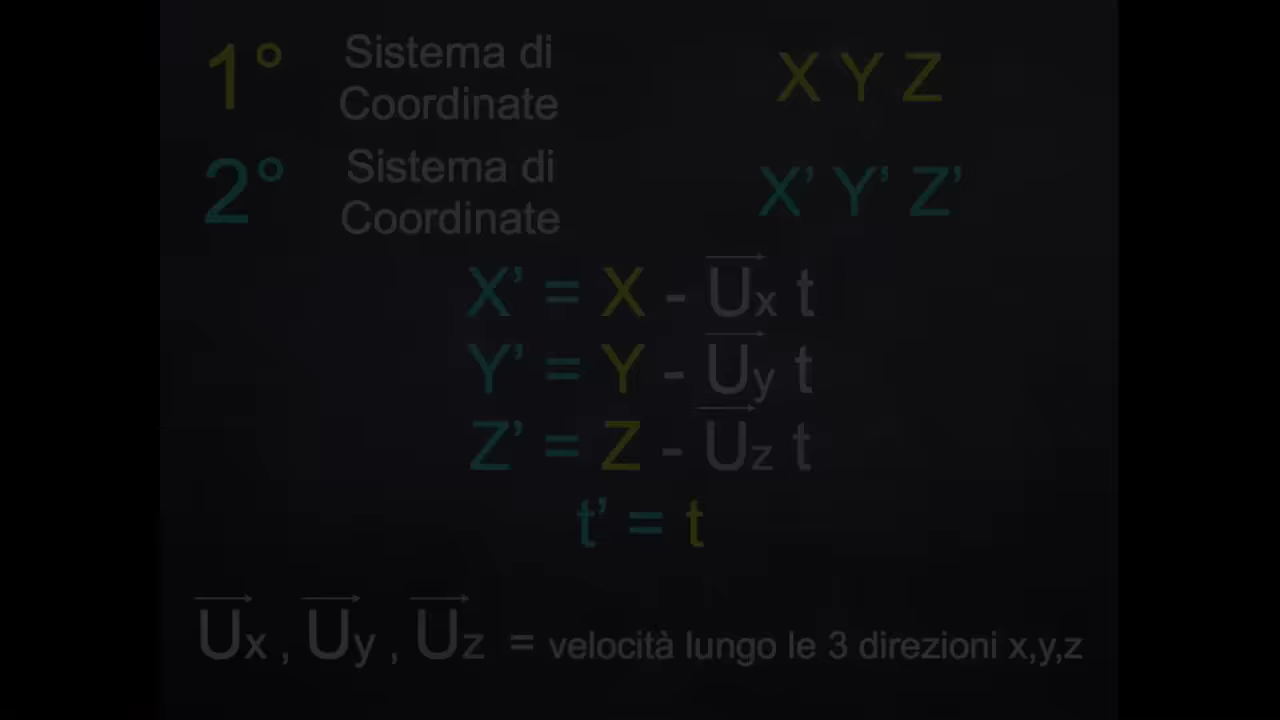 1° Sistema di Coordinate X Y Z
2° Sistema di Coordinate X’ Y’ Z’
X’ = X - Ux t
Y’ = Y - Uy t
Z’ = Z - Uz t
t’ = t
Ux , Uy , Uz = velocità lungo le 3 direzioni x,y,z